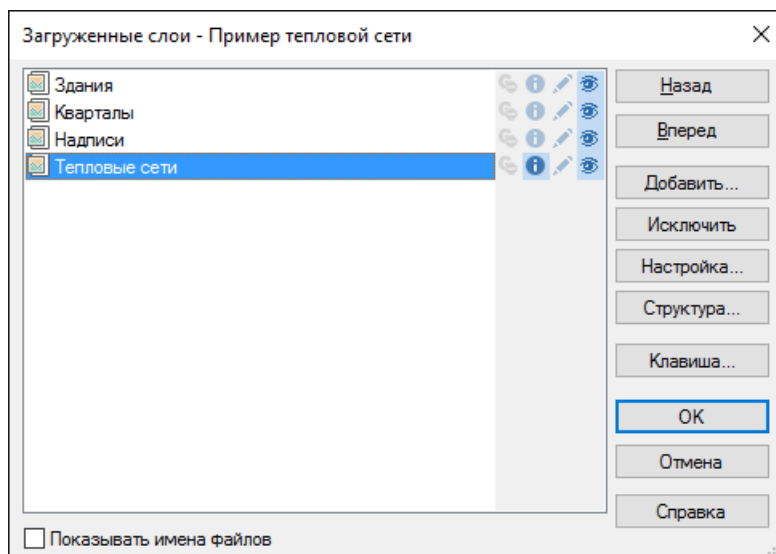 Загруженные слои - Пример тепловой сети
Здания
Кварталы
Надписи
Тепловые сети
Назад
Вперед
Добавить...
Исключить
Настройка...
Структура...
Клавиша...
OK
Отмена
Справка
Показывать имена файлов